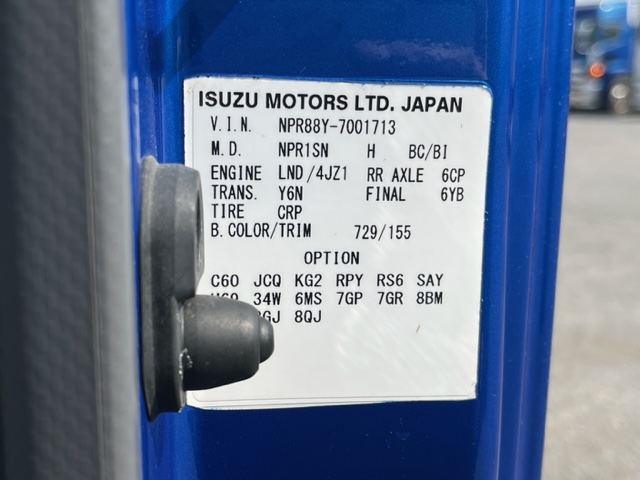 ISUZU MOTORS LTD. JAPAN
V.I.N. NPR88Y-7001713
M.D. NPR1SN H BC/BI
ENGINE LND/4JZ1 RR AXLE 6CP
TRANS. Y6N FINAL 6YB
TIRE CRP
B.COLOR/TRIM 729/155
OPTION
C60 JCQ KG2 RPY RS6 SAY
34W 6MS 7GP 7GR 8BM
8QJ